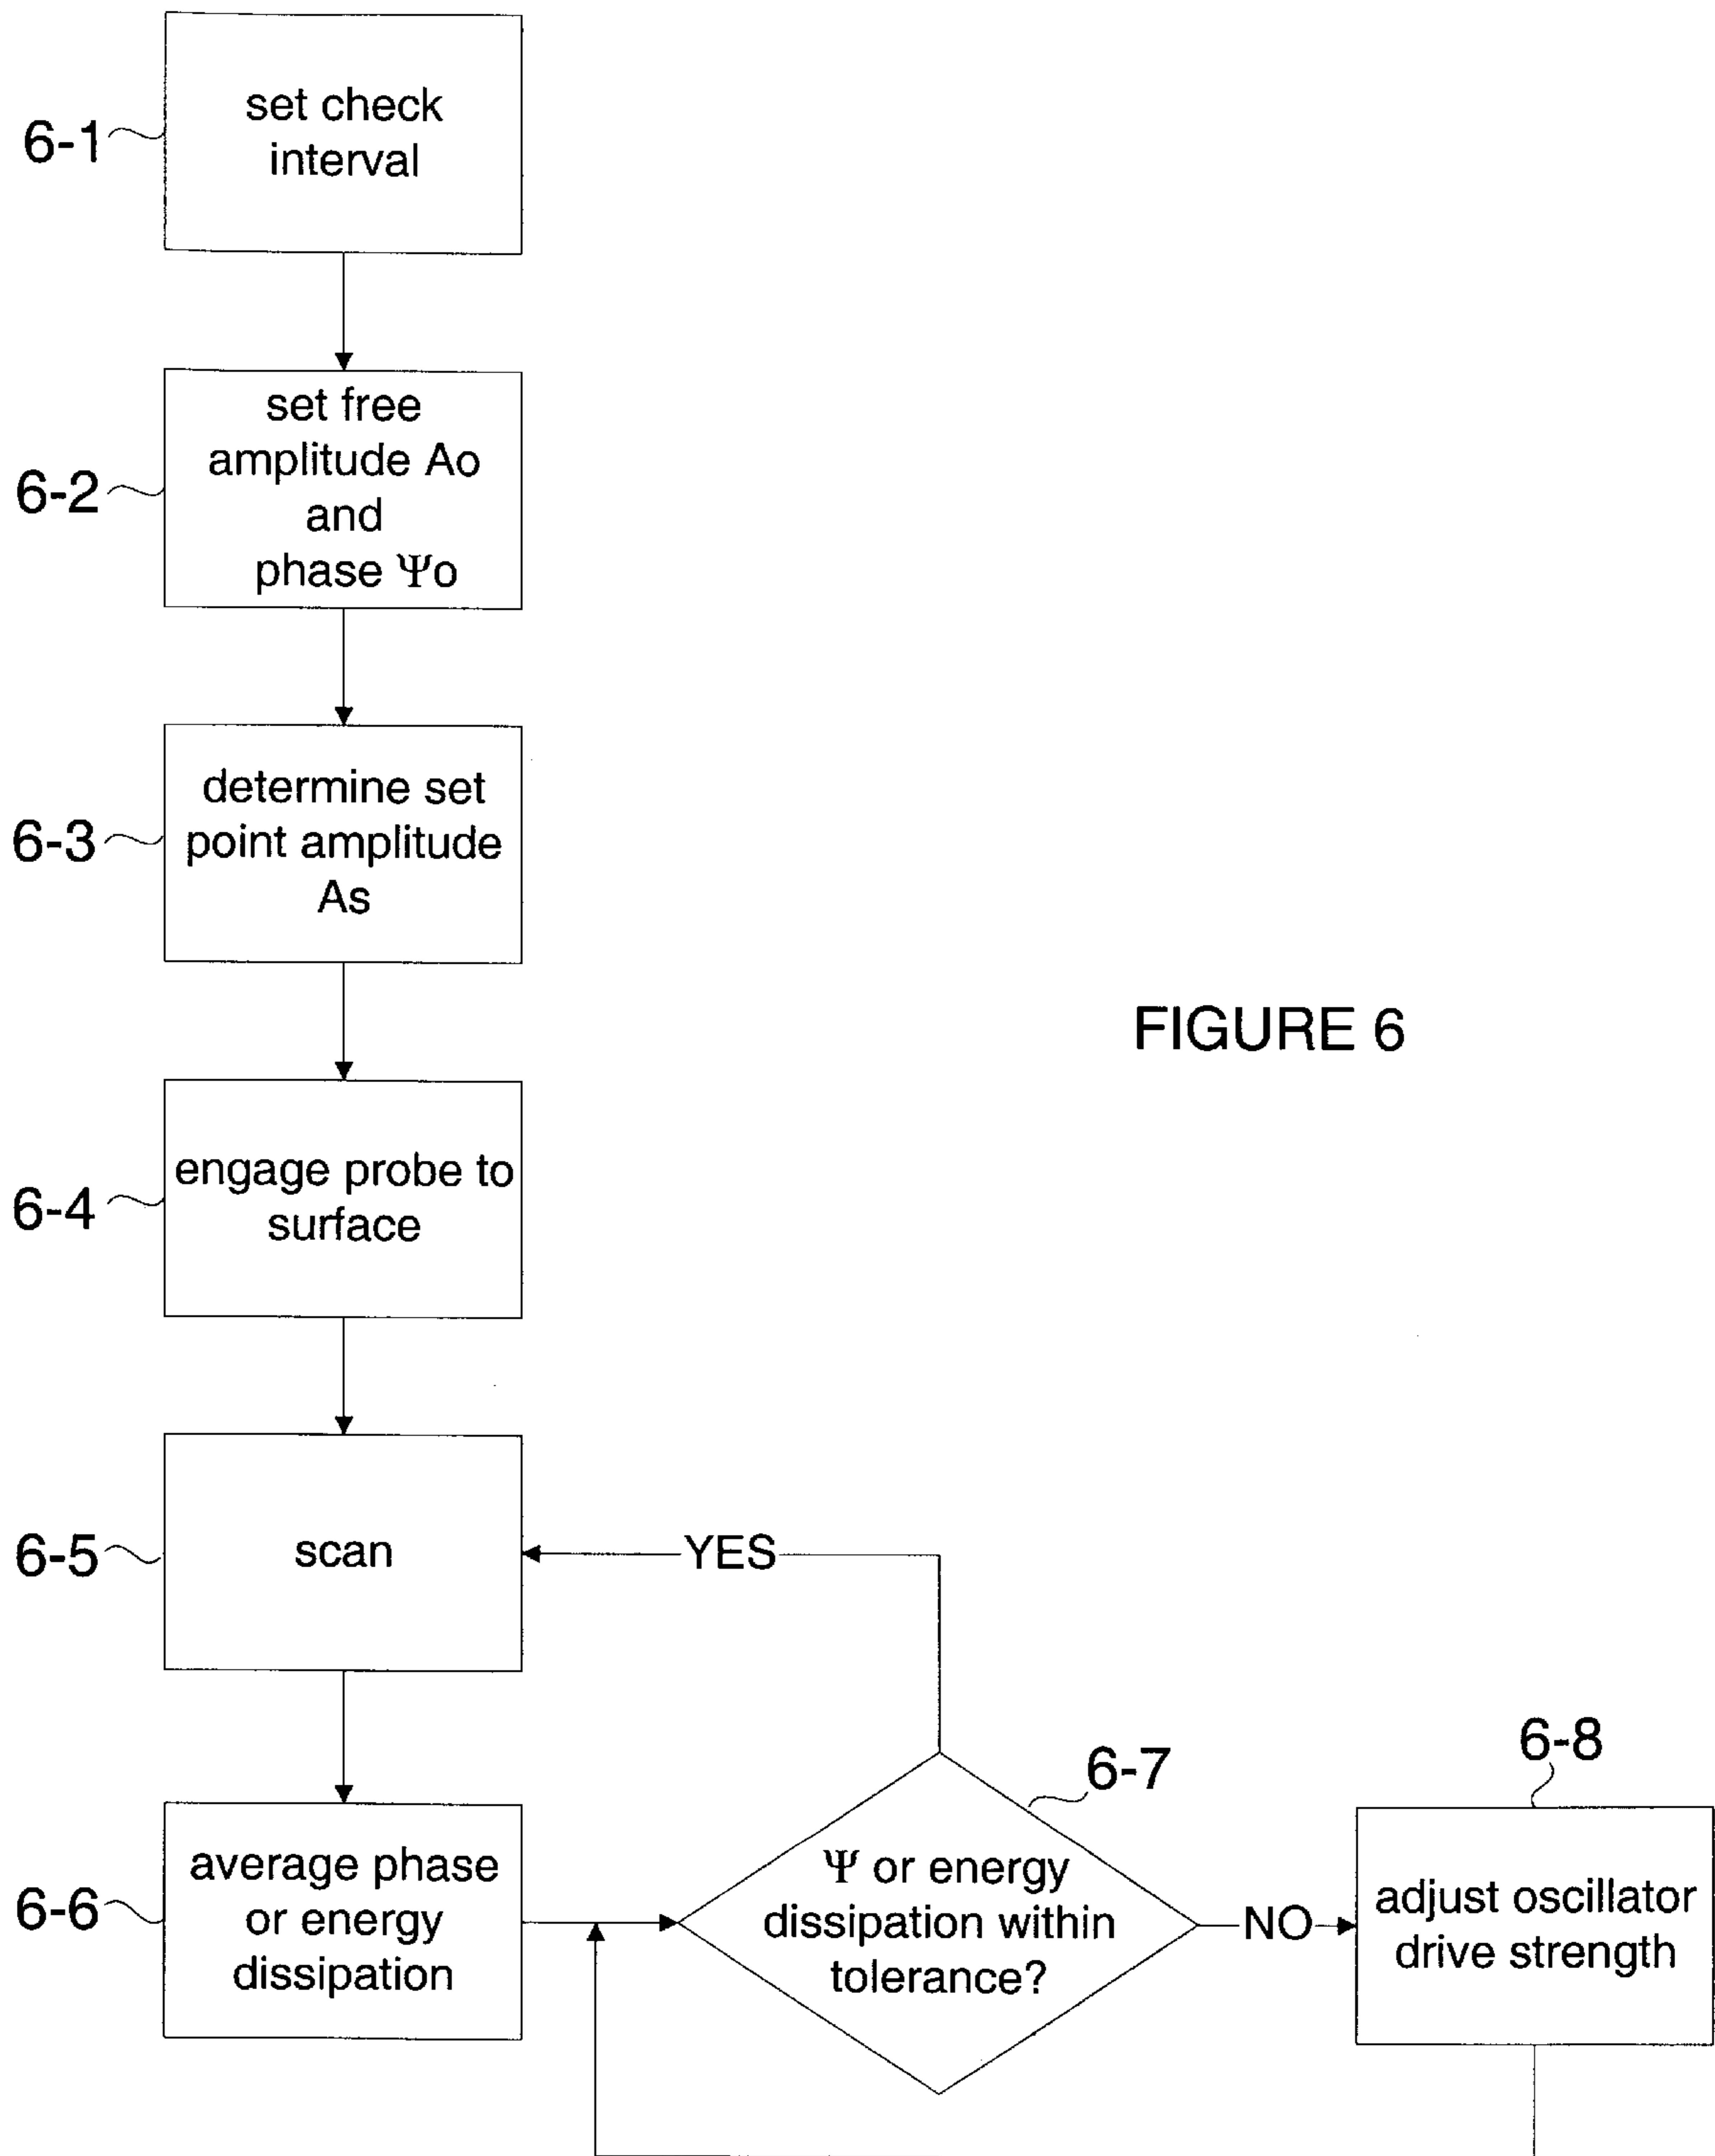 6-1
set check
interval
6-2
set free
amplitude Ao
and
phase Ψo
6-3
determine set
point amplitude
As
FIGURE 6
6-4
engage probe to
surface
6-5
scan
YES
6-6
average phase
or energy
dissipation
6-7
Ψ or energy
dissipation within
tolerance?
NO
6-8
adjust oscillator
drive strength